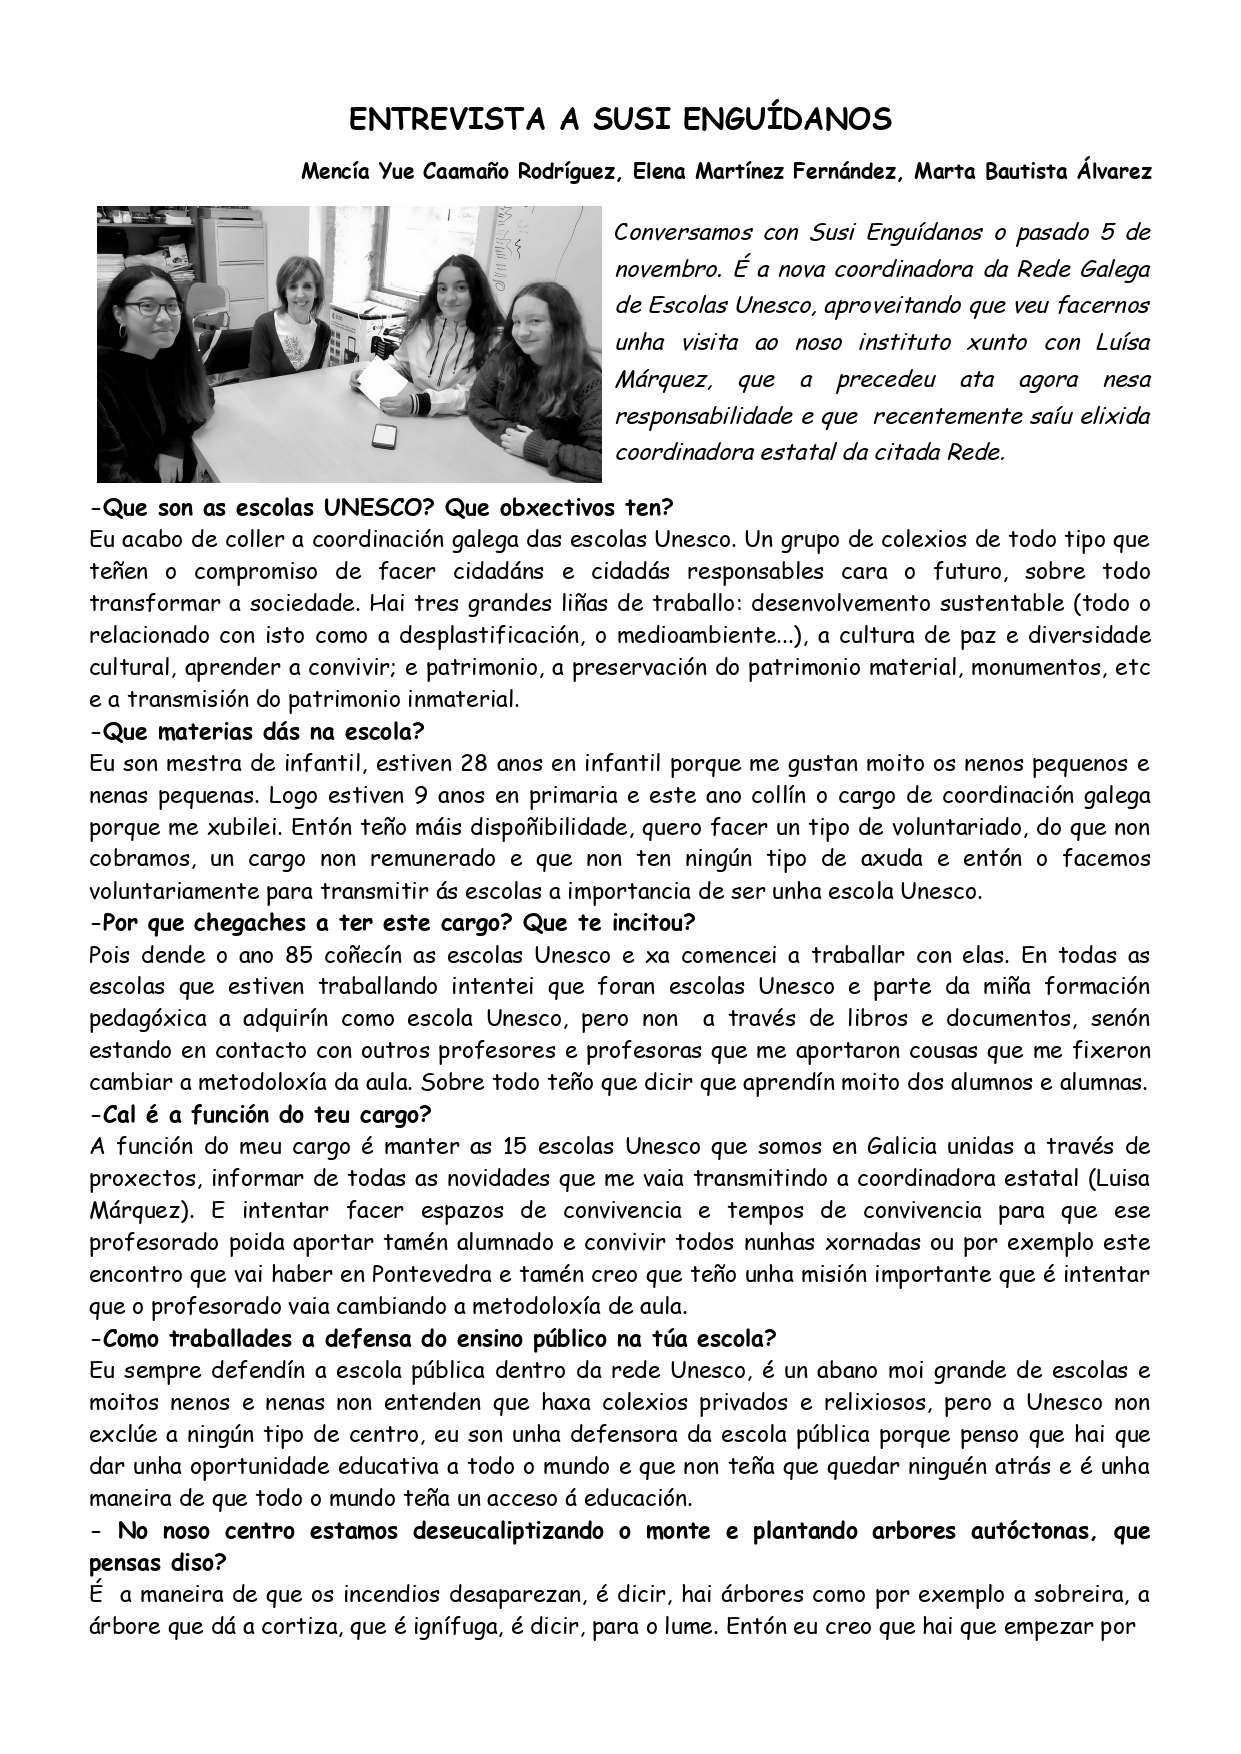 ENTREVISTA A SUSI ENGUÍDANOS
Mencía Yue Caamaño Rodríguez, Elena Martínez Fernández, Marta Bautista Álvarez
Conversamos con Susi Enguídanos o pasado 5 de
novembro. É a nova coordinadora da Rede Galega
de Escolas Unesco, aproveitando que veu facernos
unha visita ao noso instituto xunto con Luísa
Márquez, que a precedeu ata agora nesa
responsabilidade e que recentemente saíu elixida
coordinadora estatal da citada Rede.
-Que son as escolas UNESCO? Que obxectivos ten?
Eu acabo de coller a coordinación galega das escolas Unesco. Un grupo de colexios de todo tipo que
teñen o compromiso de facer cidadáns e cidadás responsables cara o futuro, sobre todo
transformar a sociedade. Hai tres grandes liñas de traballo: desenvolvemento sustentable (todo o
relacionado con isto como a desplastificación, o medioambiente...), a cultura de paz e diversidade
cultural, aprender a convivir; e patrimonio, a preservación do patrimonio material, monumentos, etc
e a transmisión do patrimonio inmaterial.
-Que materias dás na escola?
Eu son mestra de infantil, estiven 28 anos en infantil porque me gustan moito os nenos pequenos e
nenas pequenas. Logo estiven 9 anos en primaria e este ano collín o cargo de coordinación galega
porque me xubilei. Entón teño máis dispoñibilidade, quero facer un tipo de voluntariado, do que non
cobramos, un cargo non remunerado e que non ten ningún tipo de axuda e entón o facemos
voluntariamente para transmitir ás escolas a importancia de ser unha escola Unesco.
-Por que chegaches a ter este cargo? Que te incitou?
Pois dende o ano 85 coñecín as escolas Unesco e xa comencei a traballar con elas. En todas as
escolas que estiven traballando intentei que foran escolas Unesco e parte da miña formación
pedagóxica a adquirín como escola Unesco, pero non a través de libros e documentos, senón
estando en contacto con outros profesores e profesoras que me aportaron cousas que me fixeron
cambiar a metodoloxía da aula. Sobre todo teño que dicir que aprendín moito dos alumnos e alumnas.
-Cal é a función do teu cargo?
A función do meu cargo é manter as 15 escolas Unesco que somos en Galicia unidas a través de
proxectos, informar de todas as novidades que me vaia transmitindo a coordinadora estatal (Luisa
Márquez). E intentar facer espazos de convivencia e tempos de convivencia para que ese
profesorado poida aportar tamén alumnado e convivir todos nunhas xornadas ou por exemplo este
encontro que vai haber en Pontevedra e tamén creo que teño unha misión importante que é intentar
que o profesorado vaia cambiando a metodoloxía de aula.
-Como traballades a defensa do ensino público na túa escola?
Eu sempre defendín a escola pública dentro da rede Unesco, é un abano moi grande de escolas e
moitos nenos e nenas non entenden que haxa colexios privados e relixiosos, pero a Unesco non
exclúe a ningún tipo de centro, eu son unha defensora da escola pública porque penso que hai que
dar unha oportunidade educativa a todo o mundo e que non teña que quedar ninguén atrás e é unha
maneira de que todo o mundo teña un acceso á educación.
- No noso centro estamos deseucaliptizando o monte e plantando arbores autóctonas, que
pensas diso?
É a maneira de que os incendios desaparezan, é dicir, hai árbores como por exemplo a sobreira, a
árbore que dá a cortiza, que é ignífuga, é dicir, para o lume. Entón eu creo que hai que empezar por